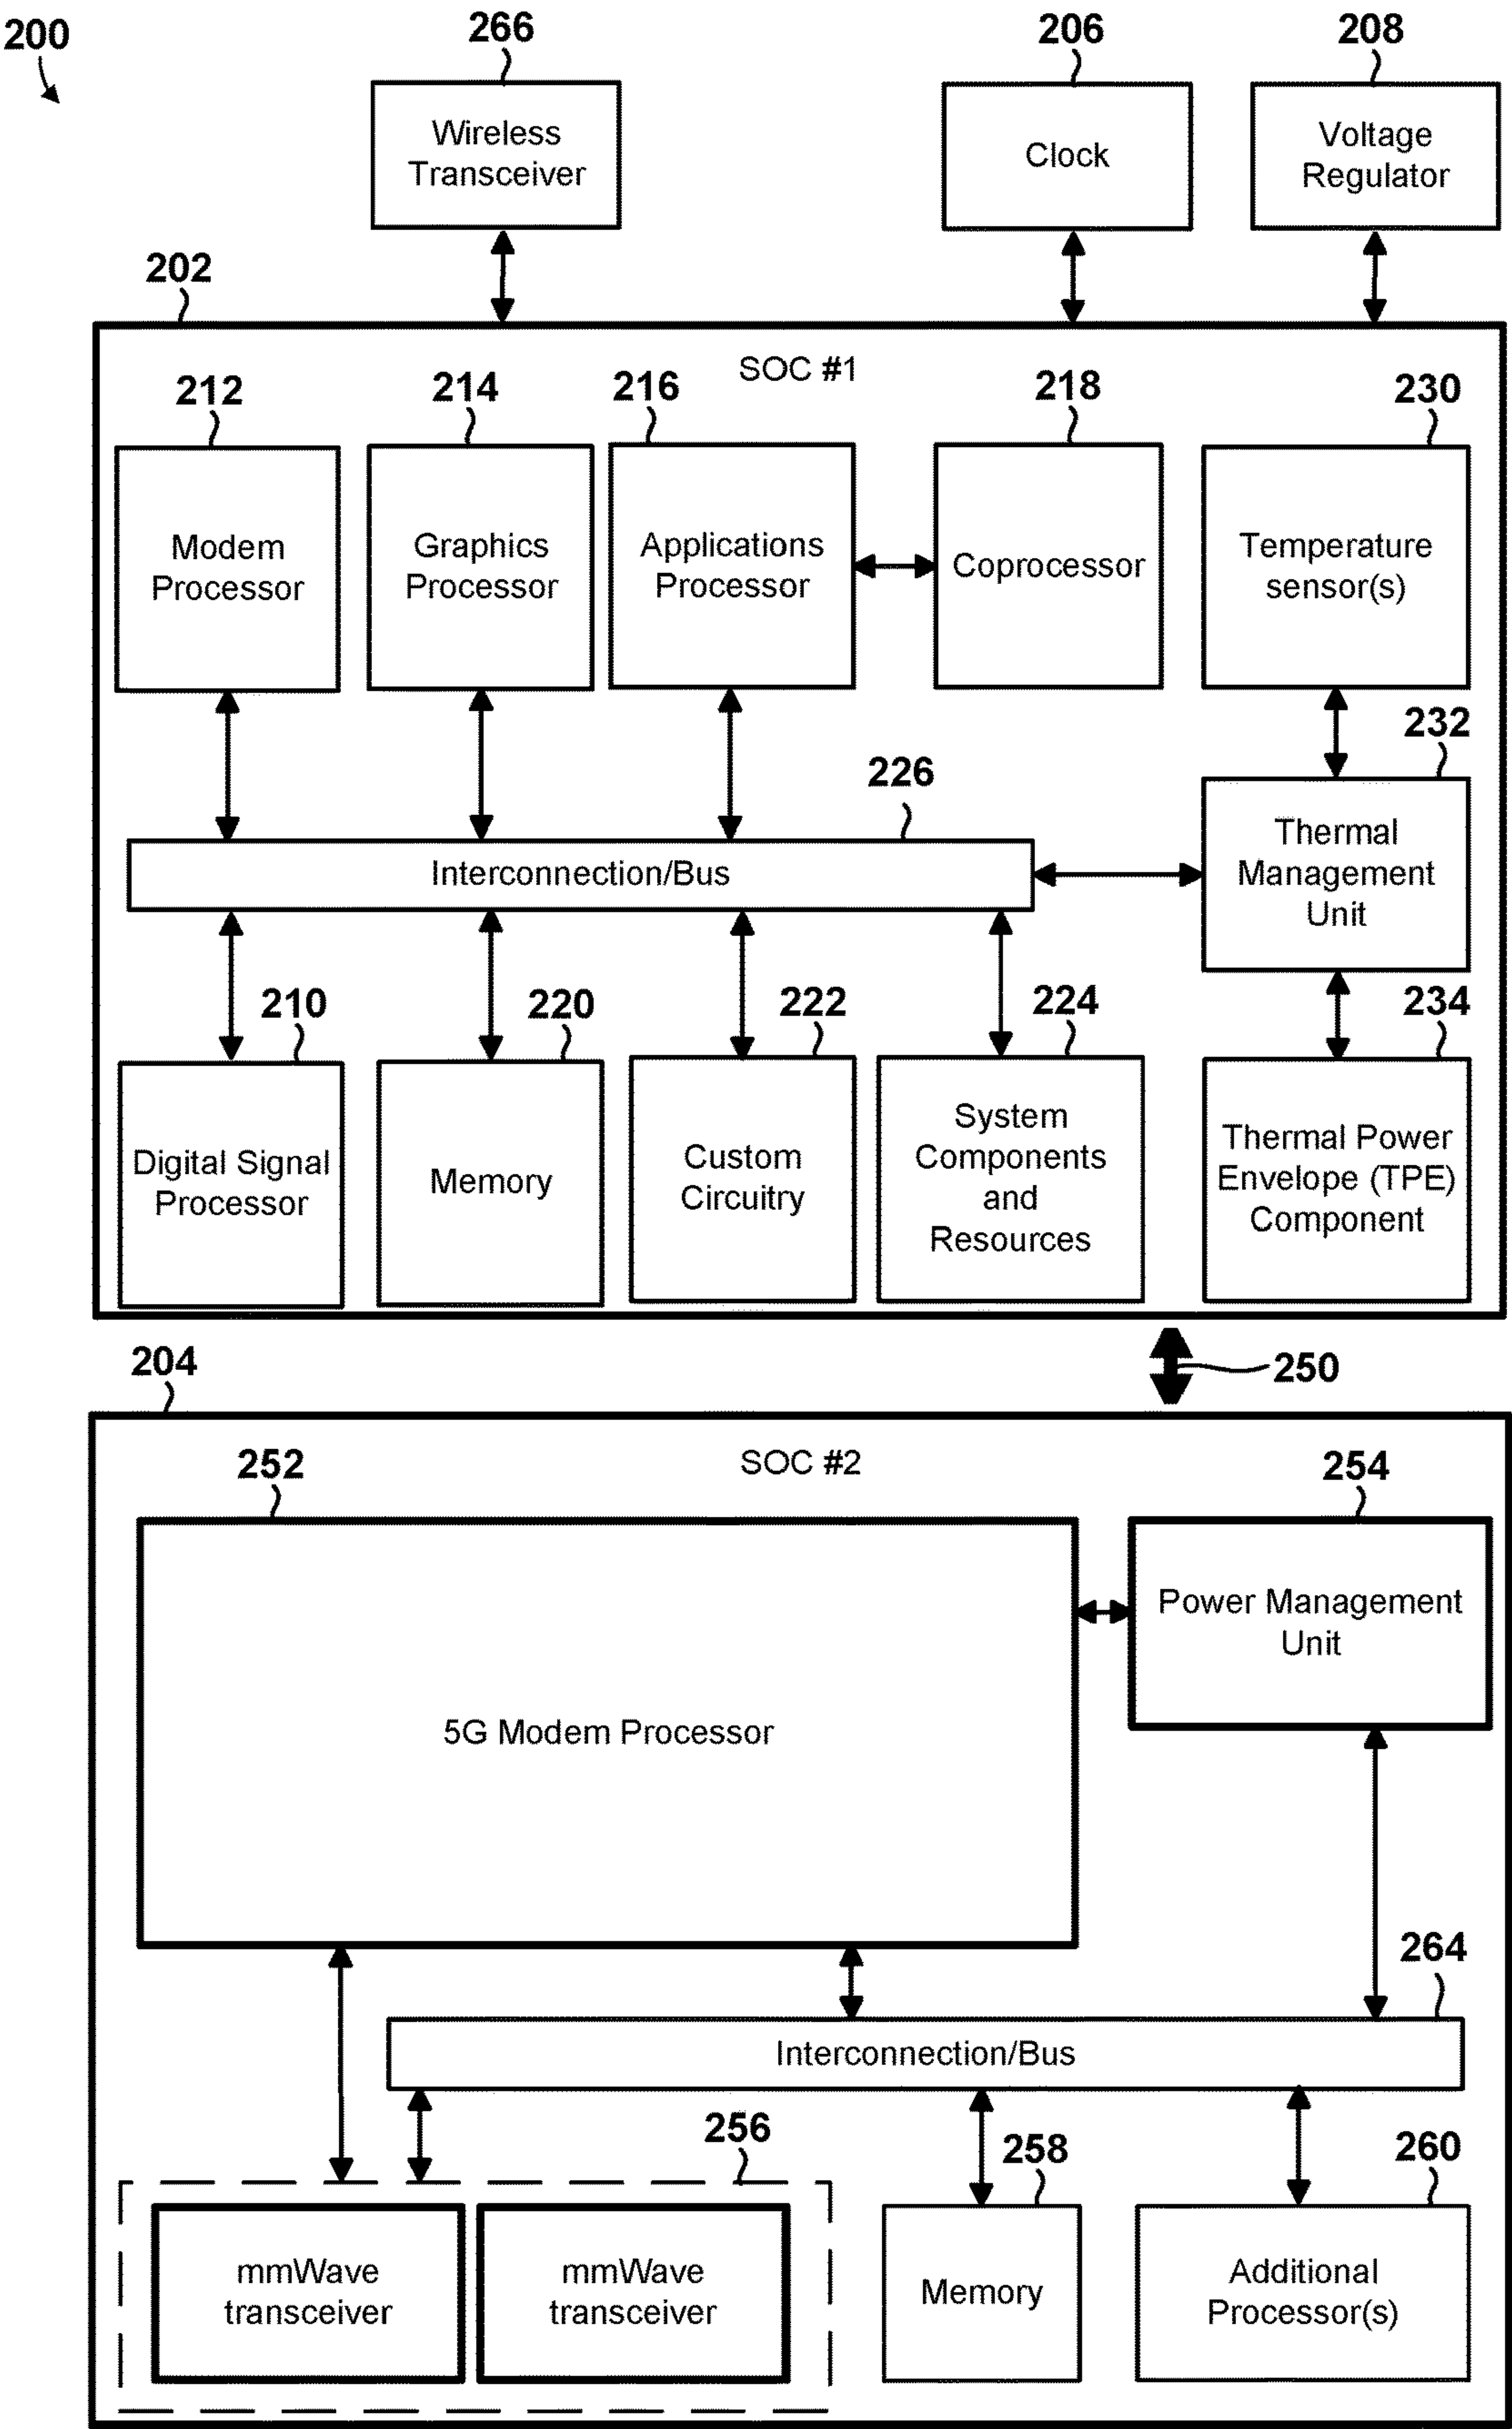 200
266
206
208
Wireless
Transceiver
Clock
Voltage
Regulator
202
SOC #1
212
214
216
218
230
Modem
Processor
Graphics
Processor
Applications
Processor
Coprocessor
Temperature
sensor(s)
232
226
Interconnection/Bus
Thermal
Management
Unit
210
220
222
224
234
Digital Signal
Processor
Memory
Custom
Circuitry
System
Components
and
Resources
Thermal Power
Envelope (TPE)
Component
204
250
SOC #2
252
254
5G Modem Processor
Power Management
Unit
264
Interconnection/Bus
256
258
260
mmWave
transceiver
mmWave
transceiver
Memory
Additional
Processor(s)